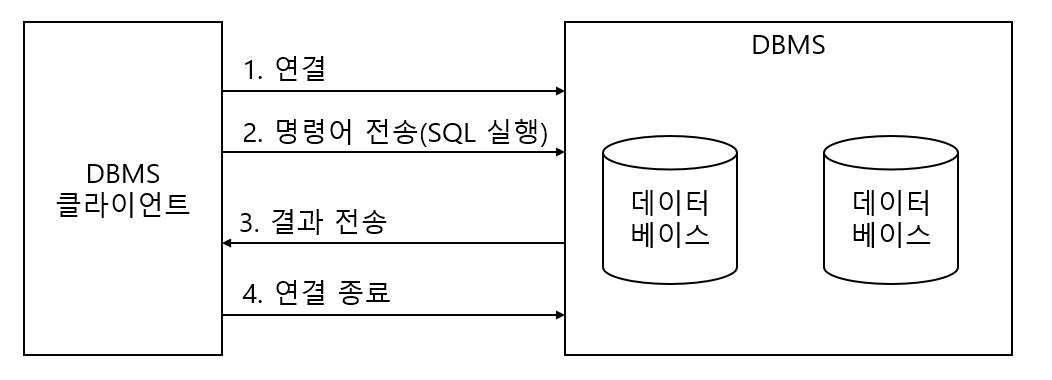 DBMS
클라이언트
1. 연결
2. 명령어 전송(SQL 실행)
3. 결과 전송
4. 연결 종료
DBMS
데이터
베이스
데이터
베이스